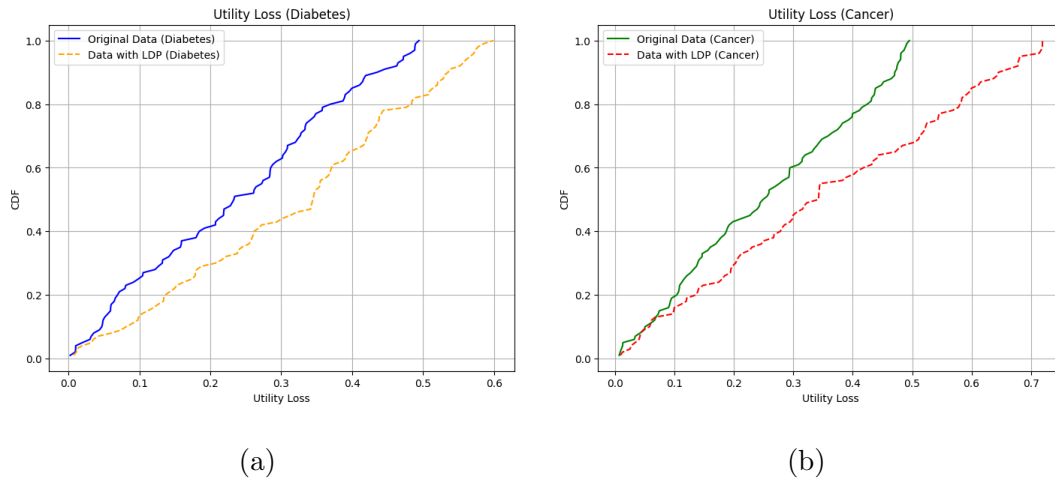 Utility Loss (Diabetes)
Original Data (Diabetes)
Data with LDP (Diabetes)
CDF
1.0
0.8
0.6
0.4
0.2
0.0
0.0 0.1 0.2 0.3 0.4 0.5 0.6
Utility Loss
(a)
Utility Loss (Cancer)
Original Data (Cancer)
Data with LDP (Cancer)
CDF
1.0
0.8
0.6
0.4
0.2
0.0
0.0 0.1 0.2 0.3 0.4 0.5 0.6 0.7
Utility Loss
(b)